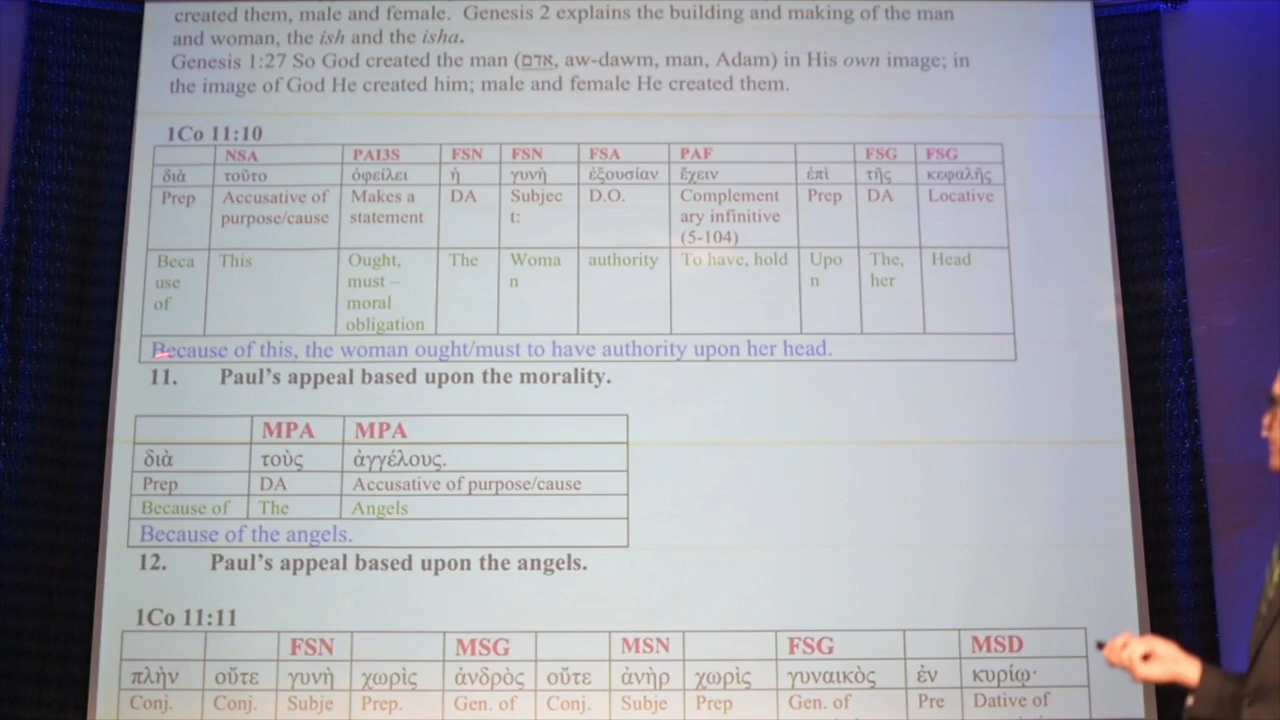 created them, male and female. Genesis 2 explains the building and making of the man
and woman, the ish and the isha.
Genesis 1:27 So God created the man (אדם, aw-dawm, man, Adam) in His own image; in
the image of God He created him; male and female He created them.
1Co 11:10
NSA PAI3S FSN FSN FSA PAF FSG FSG
διὰ τοῦτο ὀφείλει ἡ γυνὴ ἐξουσίαν ἔχειν ἐπὶ τῆς κεφαλῆς
Prep Accusative of Makes a DA Subjec D.O. Complement Prep DA Locative
purpose/cause statement t: ary infinitive
(5-104)
Beca This Ought, The Woma authority To have, hold Upo The, Head
use must – n n her
of moral
obligation
Because of this, the woman ought/must to have authority upon her head.
11. Paul's appeal based upon the morality.
MPA MPA
διὰ τοὺς ἀγγέλους.
Prep DA Accusative of purpose/cause
Because of The Angels
Because of the angels.
12. Paul's appeal based upon the angels.
1Co 11:11
FSN MSG MSN FSG MSD
πλὴν οὔτε γυνὴ χωρὶς ἀνδρὸς οὔτε ἀνὴρ χωρὶς γυναικὸς ἐν κυρίῳ·
Conj. Conj. Subje Prep. Gen. of Conj. Subje Prep Gen. of Pre Dative of